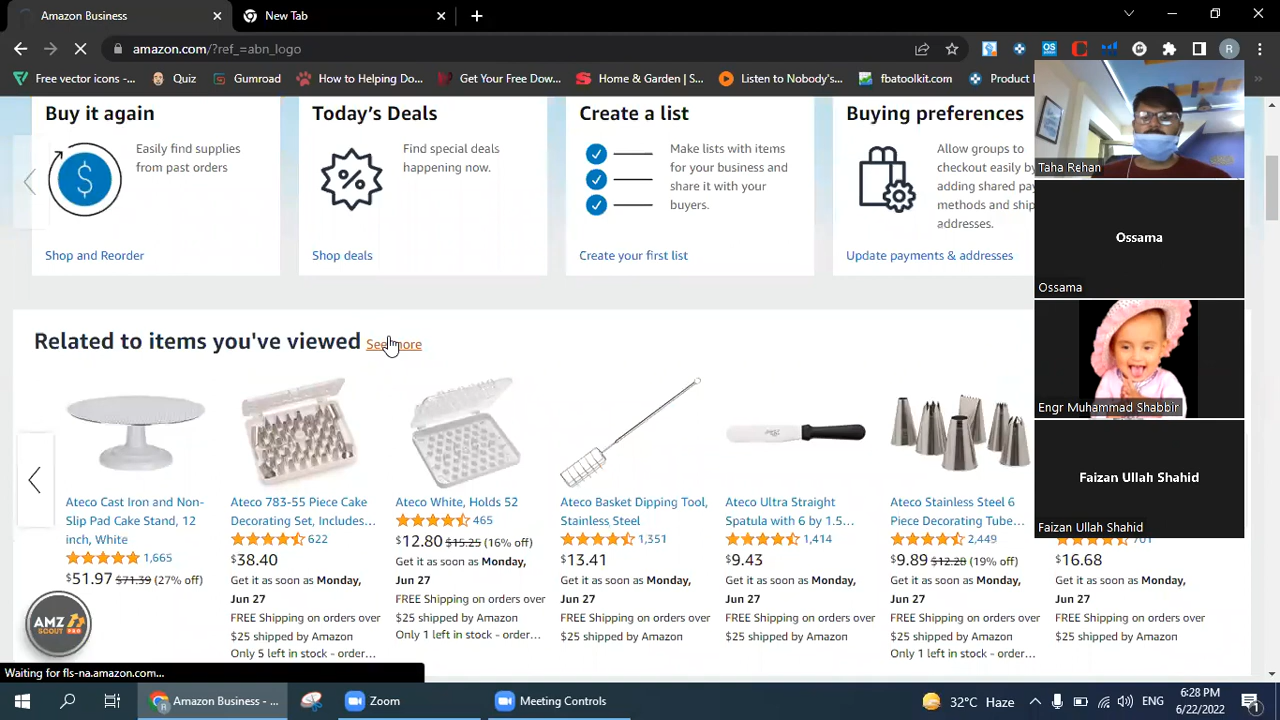 Amazon Business
New Tab
amazon.com/?ref_=abn_logo
R
Free vector icons -...
Quiz
Gumroad
How to Helping Do...
Get Your Free Dow...
Home & Garden | S...
Listen to Nobody's...
fbatoolkit.com
Product
Buy it again
Easily find supplies
from past orders
Shop and Reorder
Today's Deals
Find special deals
happening now.
Shop deals
Create a list
Make lists with items
for your business and
share it with your
buyers.
Create your first list
Buying preferences
Allow groups to
checkout easily by
adding shared pay
methods and ship
addresses.
Update payments & addresses
Taha Rehan
Ossama
Ossama
Engr Muhammad Shabbir
Faizan Ullah Shahid
Faizan Ullah Shahid
Related to items you've viewed See more
Ateco Cast Iron and Non-
Slip Pad Cake Stand, 12
inch, White
1,665
$51.97 $71.39 (27% off)
Ateco 783-55 Piece Cake
Decorating Set, Includes...
622
$38.40
Get it as soon as Monday,
Jun 27
FREE Shipping on orders over
$25 shipped by Amazon
Only 5 left in stock - order...
Ateco White, Holds 52
465
$12.80 $15.25 (16% off)
Get it as soon as Monday,
Jun 27
FREE Shipping on orders over
$25 shipped by Amazon
Only 1 left in stock - order...
Ateco Basket Dipping Tool,
Stainless Steel
1,351
$13.41
Get it as soon as Monday,
Jun 27
FREE Shipping on orders over
$25 shipped by Amazon
Ateco Ultra Straight
Spatula with 6 by 1.5...
1,414
$9.43
Get it as soon as Monday,
Jun 27
FREE Shipping on orders over
$25 shipped by Amazon
Ateco Stainless Steel 6
Piece Decorating Tube...
2,449
$9.89 $12.28 (19% off)
Get it as soon as Monday,
Jun 27
FREE Shipping on orders over
$25 shipped by Amazon
Only 1 left in stock - order...
701
$16.68
Get it as soon as Monday,
Jun 27
FREE Shipping on orders over
$25 shipped by Amazon
AMZ
SCOUT
PRO
Waiting for fls-na.amazon.com...
Amazon Business - ...
Zoom
Meeting Controls
32°C Haze
ENG
6:28 PM
6/22/2022
1